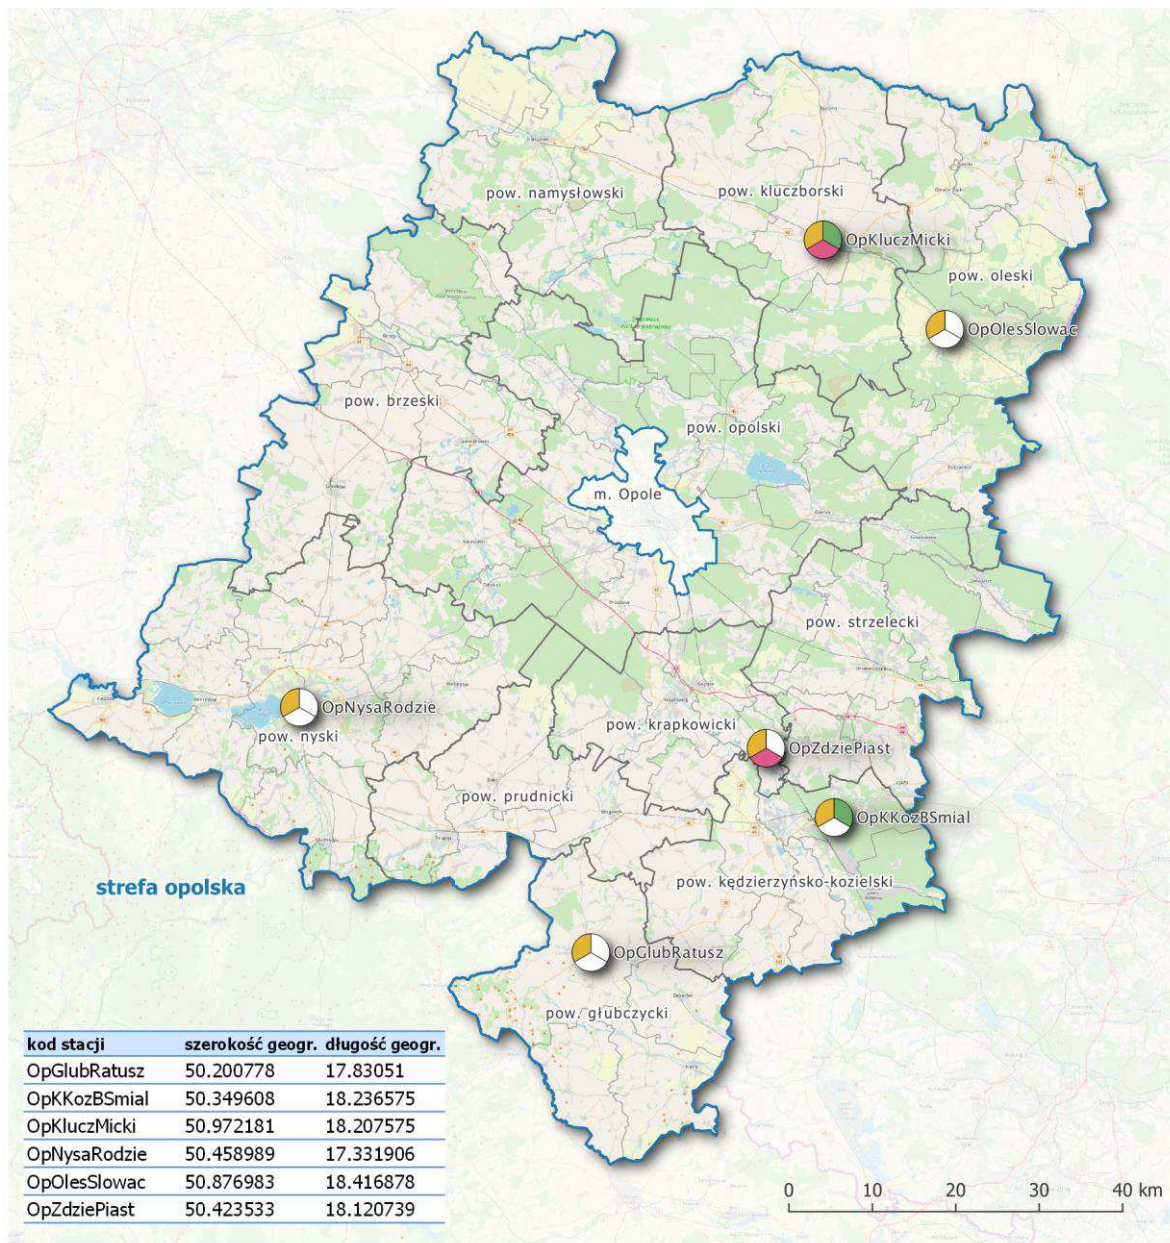 pow. namysłowski
pow. kluczborski
OpKluczMicki
pow. oleski
OpOlesSlowac
pow. brzeski
pow. opolski
m. Opole
pow. strzelecki
OpNysaRodzie
pow. nyski
pow. krapkowicki
OpZdziePiast
pow. prudnicki
OpKKozBSmial
strefa opolska
pow. kędzierzyńsko-kozielski
OpGlubRatusz
pow. głubczycki
kod stacji szerokość geogr. długość geogr.
OpGlubRatusz 50.200778 17.83051
OpKKozBSmial 50.349608 18.236575
OpKluczMicki 50.972181 18.207575
OpNysaRodzie 50.458989 17.331906
OpOlesSlowac 50.876983 18.416878
OpZdziePiast 50.423533 18.120739
0 10 20 30 40 km